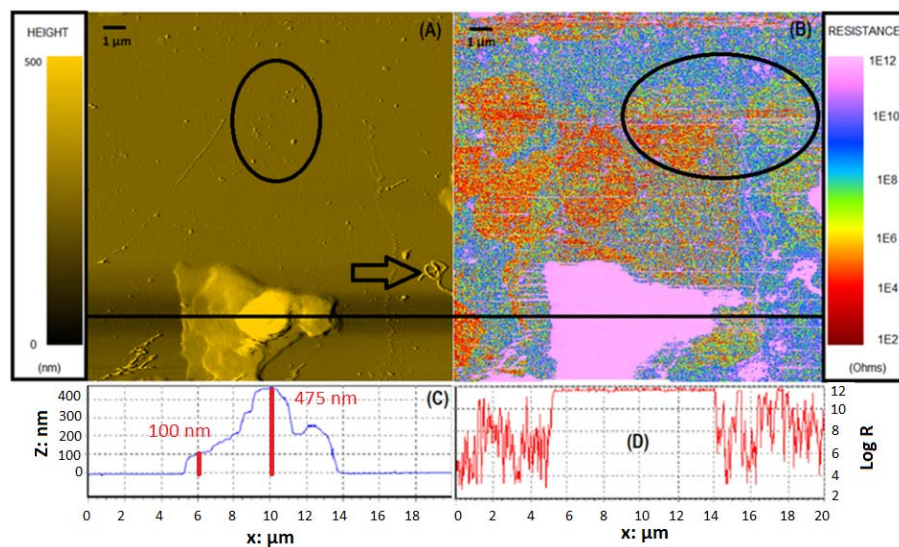 HEIGHT
500
0
(nm)
1 µm
(A)
1 µm
(B)
RESISTANCE
1E12
1E10
1E8
1E6
1E4
1E2
(Ohms)
Z: nm
400
300
200
100
0
100 nm
475 nm
(C)
0 2 4 6 8 10 12 14 16 18
x: µm
(D)
12
10
8
6
4
2
Log R
0 2 4 6 8 10 12 14 16 18 20
x: µm